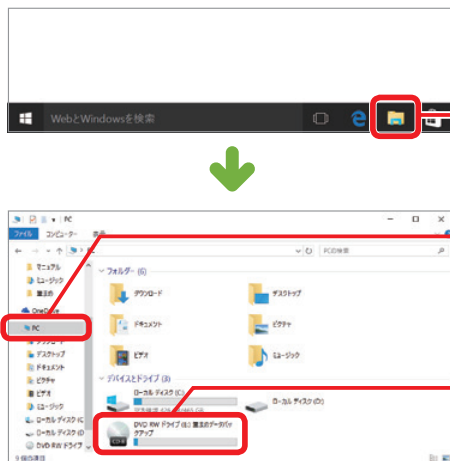 WebとWindowsを検索
PC
ファイル
コンピューター
表示
PC
PCの検索
マニュアル
ミュージック
重太郎
OneDrive
PC
デスクトップ
ドキュメント
ピクチャ
ビデオ
ミュージック
ローカル ディスク (C
ローカル ディスク (D
DVD RW ドライブ (
フォルダー (6)
ダウンロード
デスクトップ
ドキュメント
ピクチャ
ビデオ
ミュージック
デバイスとドライブ (3)
ローカル ディスク (C:)
ローカル ディスク (D:)
DVD RW ドライブ (E:) 重太郎データバッ
クアップ
9 個の項目